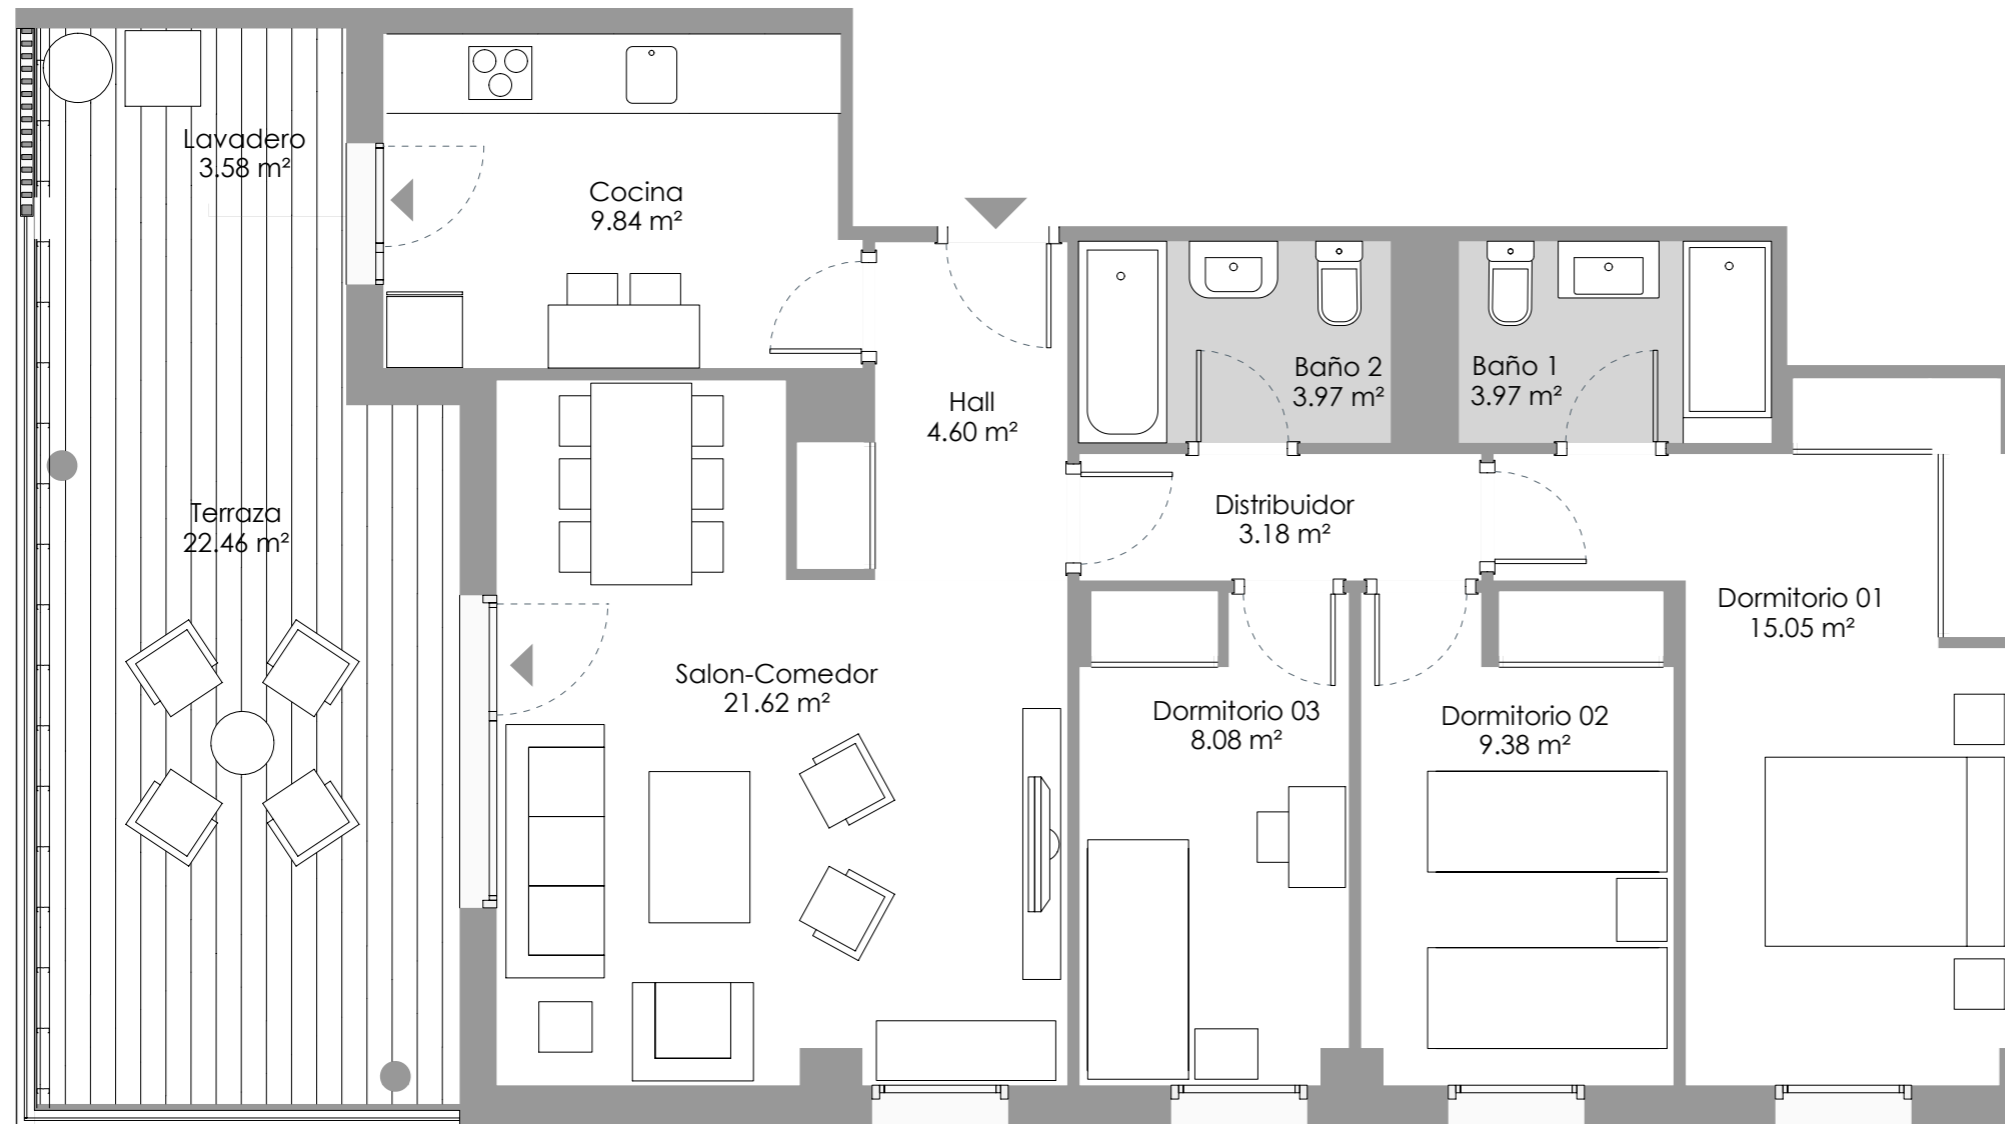 Lavadero
3.58 m²
Cocina
9.84 m²
Hall
4.60 m²
Baño 2
3.97 m²
Baño 1
3.97 m²
Terraza
22.46 m²
Distribuidor
3.18 m²
Dormitorio 01
15.05 m²
Salon-Comedor
21.62 m²
Dormitorio 03
8.08 m²
Dormitorio 02
9.38 m²